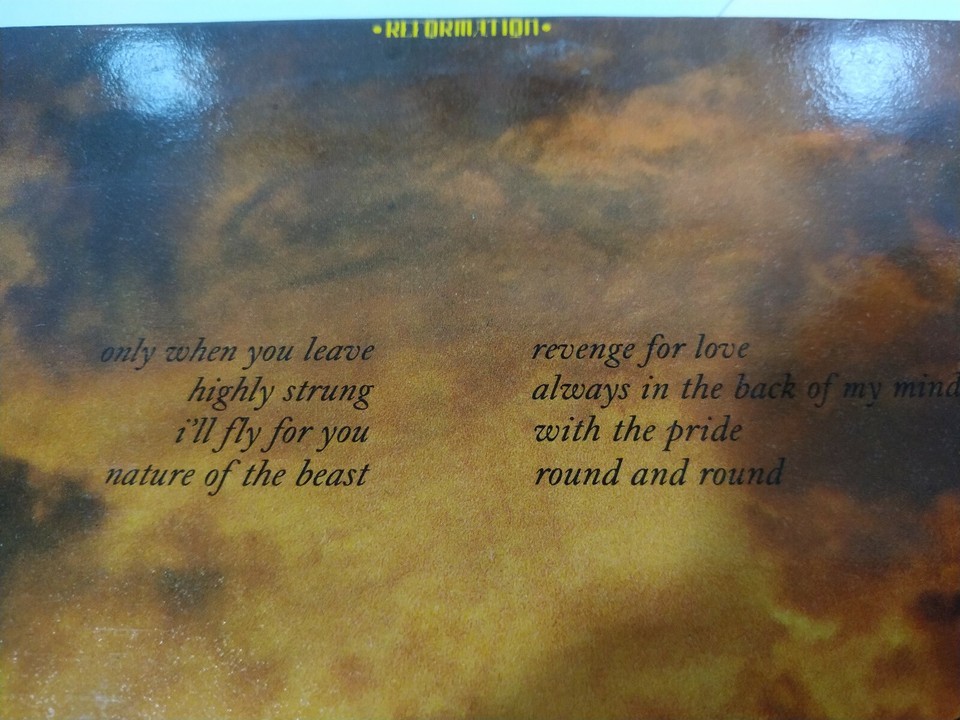 •REFORMATION•
only when you leave
highly strung
i'll fly for you
nature of the beast
revenge for love
always in the back of my mind
with the pride
round and round